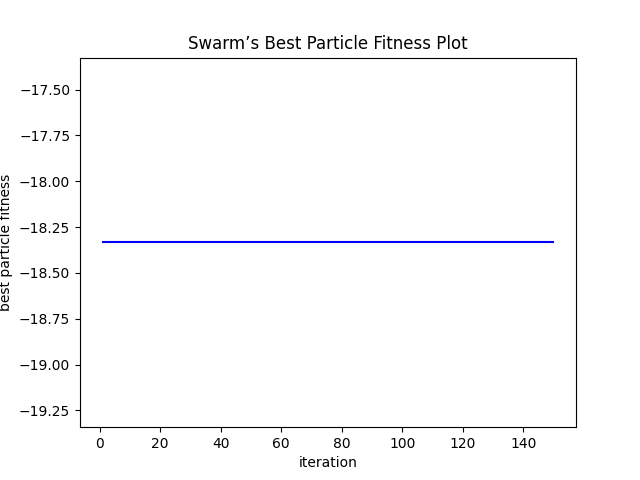 Swarm’s Best Particle Fitness Plot
−17.50
−17.75
−18.00
−18.25
−18.50
−18.75
−19.00
−19.25
best particle fitness
0 20 40 60 80 100 120 140
iteration